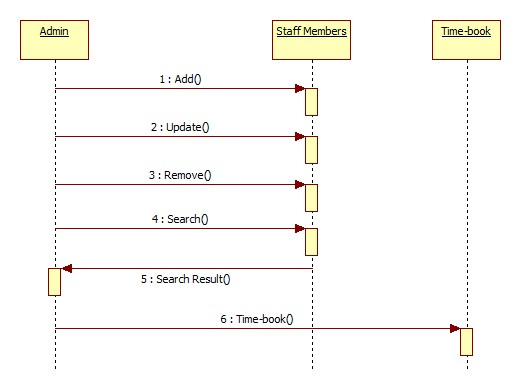 Admin
Staff Members
Time-book
1 : Add()
2 : Update()
3 : Remove()
4 : Search()
5 : Search Result()
6 : Time-book()